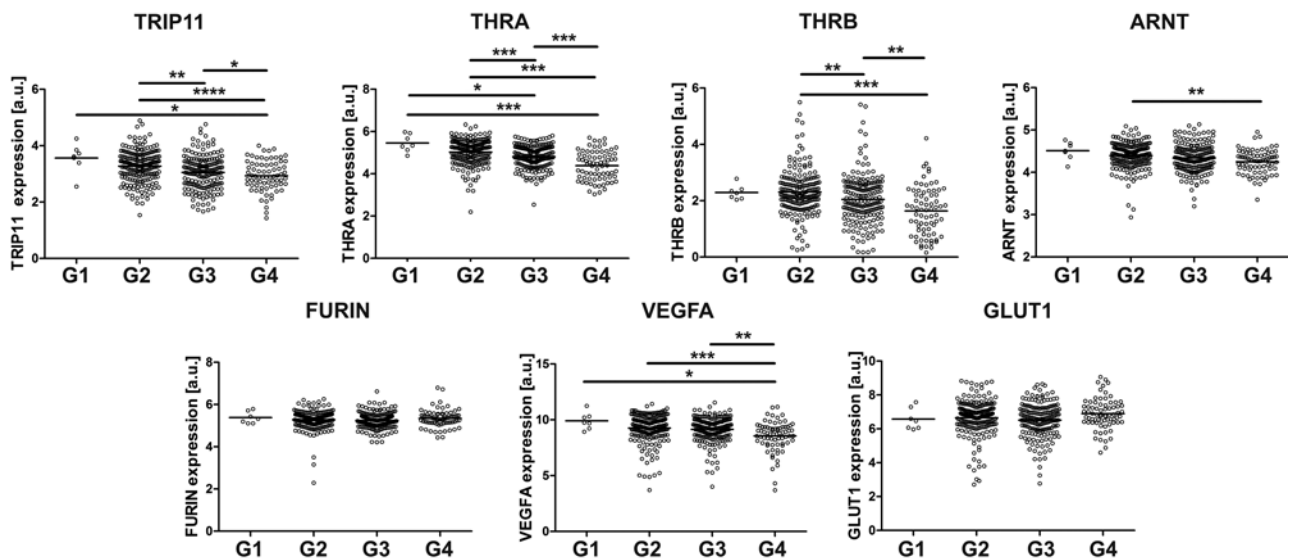 TRIP11
TRIP11 expression [a.u.]
6
4
2
0
**
*
****
*
G1 G2 G3 G4
THRA
THRA expression [a.u.]
8
6
4
2
0
***
***
***
*
***
G1 G2 G3 G4
THRB
THRB expression [a.u.]
6
4
2
0
**
**
***
G1 G2 G3 G4
ARNT
ARNT expression [a.u.]
6
5
4
3
2
**
G1 G2 G3 G4
FURIN
FURIN expression [a.u.]
8
6
4
2
0
G1 G2 G3 G4
VEGFA
VEGFA expression [a.u.]
15
10
5
0
**
***
*
G1 G2 G3 G4
GLUT1
GLUT1 expression [a.u.]
10
8
6
4
2
0
G1 G2 G3 G4